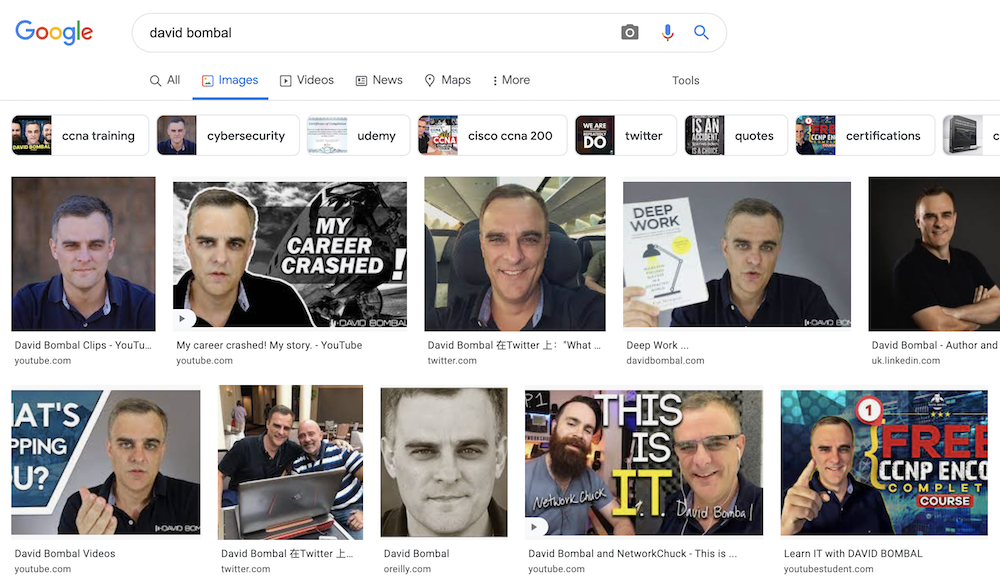 Google
david bombal
All
Images
Videos
News
Maps
More
Tools
ccna training
cybersecurity
udemy
cisco ccna 200
twitter
quotes
certifications
DAVID BOMBAL
WE ARE
DO
IS AN
ACCIDENT
IS A CHOICE
FREE
MY
CAREER
CRASHED!
DAVID BOMBAL
DEEP
WORK
DAVID BOMBAL
David Bombal Clips - YouTu...
youtube.com
My career crashed! My story. - YouTube
youtube.com
David Bombal 在Twitter 上："What ...
twitter.com
Deep Work ...
davidbombal.com
David Bombal - Author and
uk.linkedin.com
HAT'S
PPING
U?
DAVID BOM
P.1
THIS
IS
IT
NetworkChuck
David Bombal
1
FREE
CCNP ENCO
COMPLET
COURSE
David Bombal Videos
youtube.com
David Bombal 在Twitter 上...
twitter.com
David Bombal
oreilly.com
David Bombal and NetworkChuck - This is ...
youtube.com
Learn IT with DAVID BOMBAL
youtubestudent.com